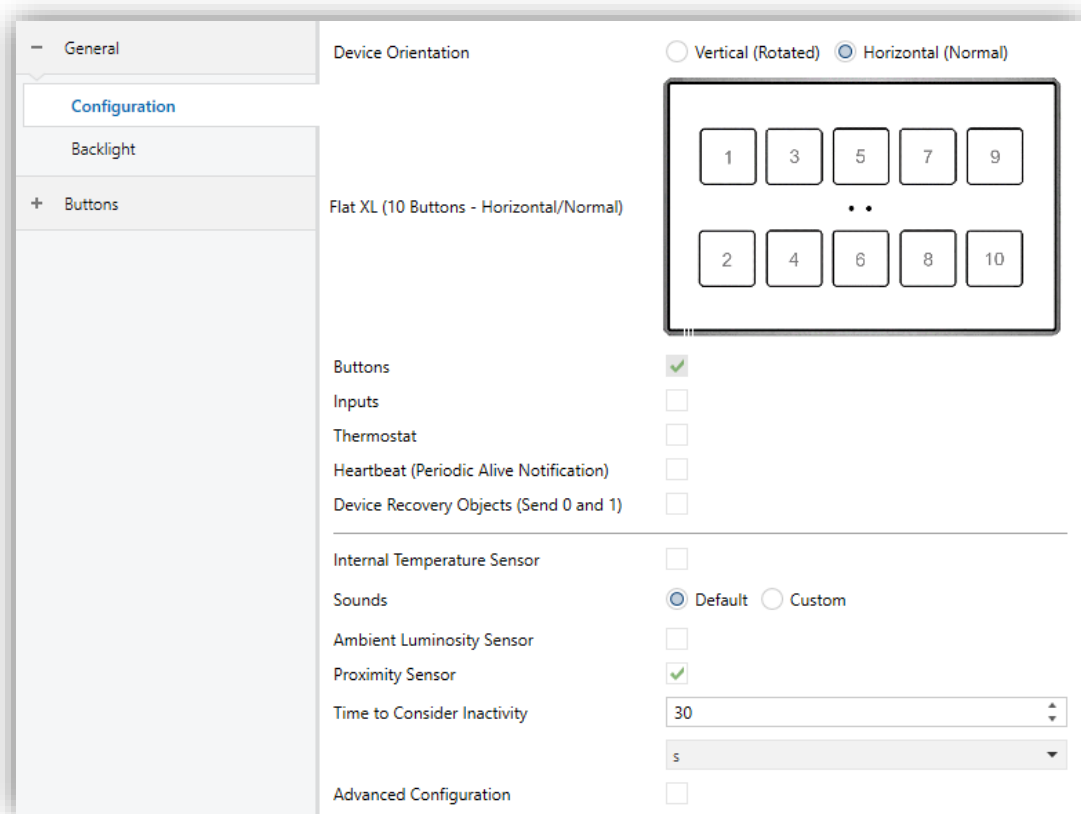 General
Configuration
Backlight
Buttons
Device Orientation
Vertical (Rotated) Horizontal (Normal)
Flat XL (10 Buttons - Horizontal/Normal)
1 3 5 7 9
2 4 6 8 10
Buttons
Inputs
Thermostat
Heartbeat (Periodic Alive Notification)
Device Recovery Objects (Send 0 and 1)
Internal Temperature Sensor
Sounds Default Custom
Ambient Luminosity Sensor
Proximity Sensor
Time to Consider Inactivity 30
s
Advanced Configuration